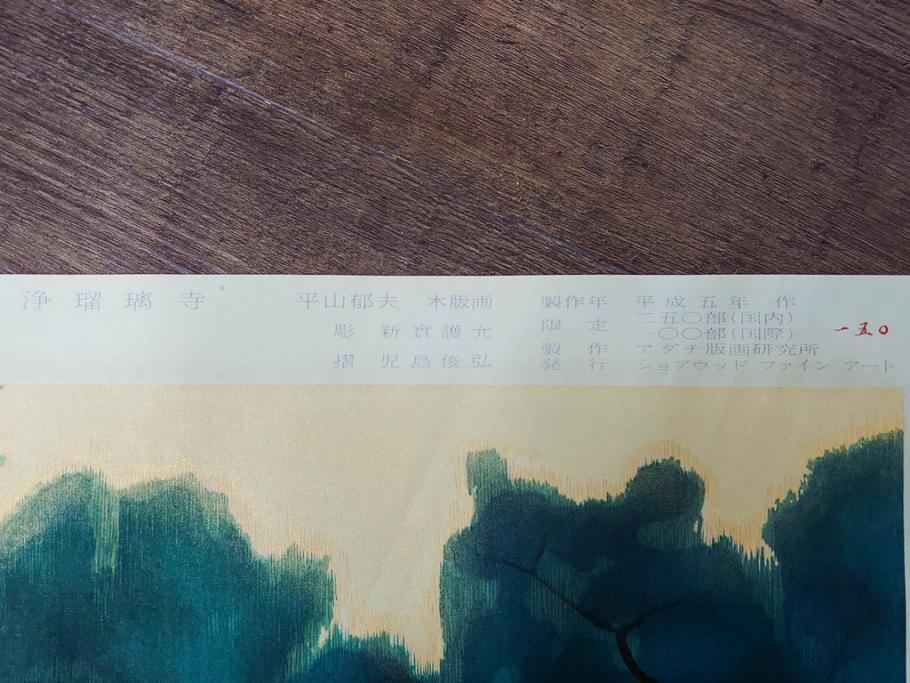 浄瑠璃寺
平山郁夫 木版画
彫 新實護允
摺 児島俊弘
製作年 平成五年 作
限定 二五〇部(国内)
一〇〇部(国際)
製作 アダチ版画研究所
発行 ショアウッド ファイン アート
一五〇